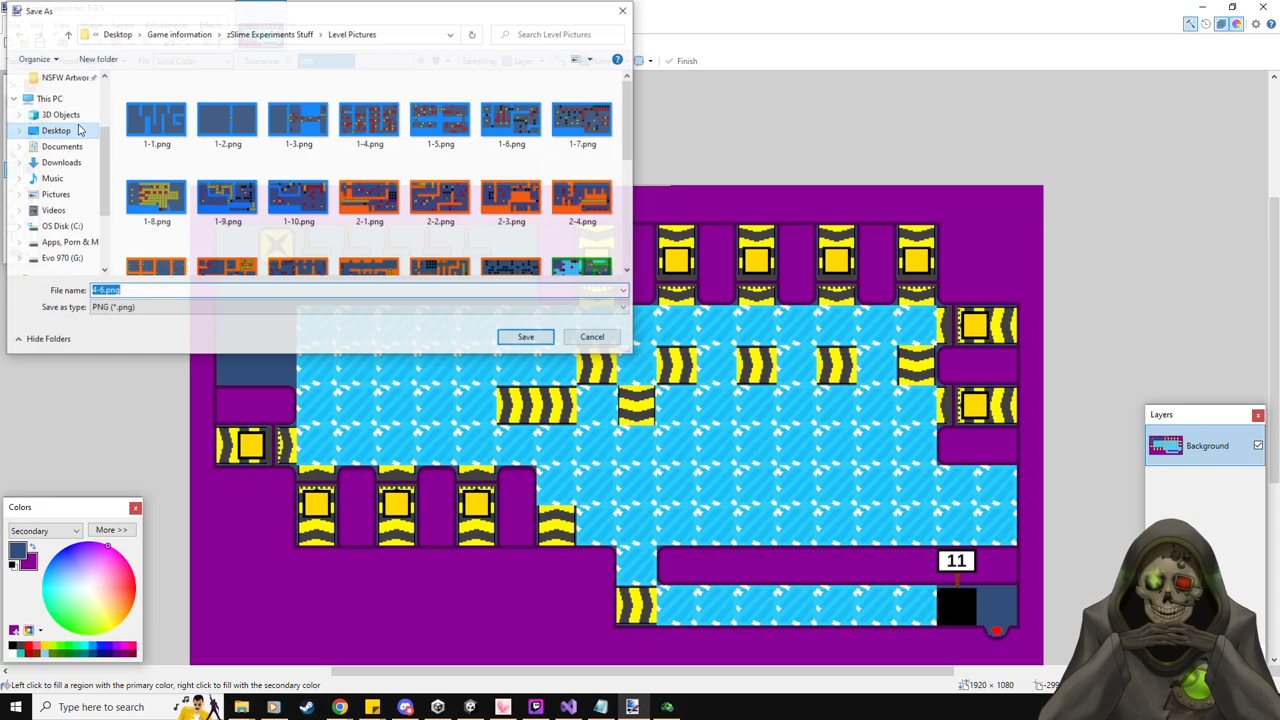 Save As
Desktop > Game information > zSlime Experiments Stuff > Level Pictures
Search Level Pictures
Organize
New folder
Finish
NSFW Artwor
This PC
3D Objects
Desktop
Documents
Downloads
Music
Pictures
Videos
OS Disk (C:)
Apps, Porn & M
Evo 970 (G:)
1-1.png
1-2.png
1-3.png
1-4.png
1-5.png
1-6.png
1-7.png
1-8.png
1-9.png
1-10.png
2-1.png
2-2.png
2-3.png
2-4.png
File name:
4-6.png
Save as type:
PNG (*.png)
Hide Folders
Save
Cancel
Layers
Background
Colors
Secondary
More >>
11
Left click to fill a region with the primary color, right click to fill with the secondary color
1920 × 1080
Type here to search